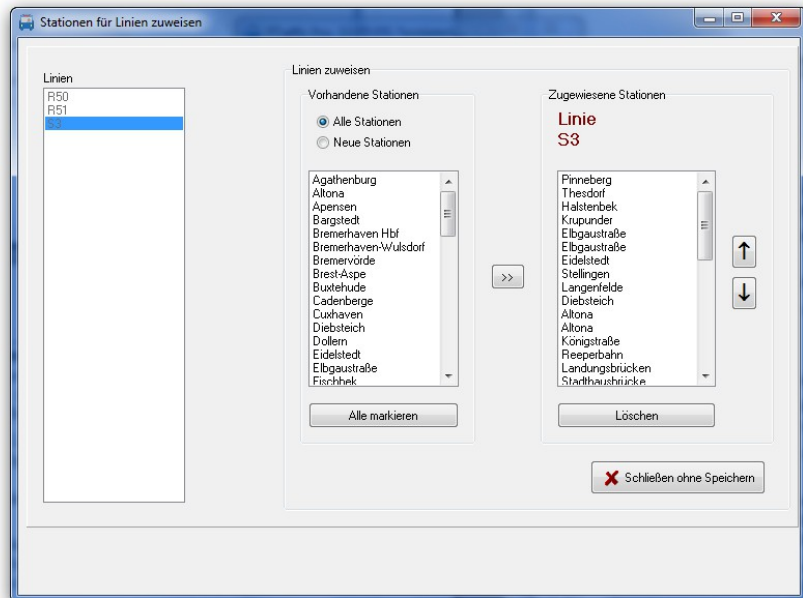 Stationen für Linien zuweisen
Linien
R50
R51
S3
Linien zuweisen
Vorhandene Stationen
Alle Stationen
Neue Stationen
Agathenburg
Altona
Apensen
Bargstedt
Bremerhaven Hbf
Bremerhaven-Wulsdorf
Bremervörde
Brest-Aspe
Buxtehude
Cadenberge
Cuxhaven
Diebsteich
Dollern
Eidelstedt
Elbgaustraße
Fischbek
Alle markieren
>>
Zugewiesene Stationen
Linie
S3
Pinneberg
Thesdorf
Halstenbek
Krupunder
Elbgaustraße
Elbgaustraße
Eidelstedt
Stellingen
Langenfelde
Diebsteich
Altona
Altona
Königstraße
Reeperbahn
Landungsbrücken
Stadthausbrücke
Löschen
Schließen ohne Speichern